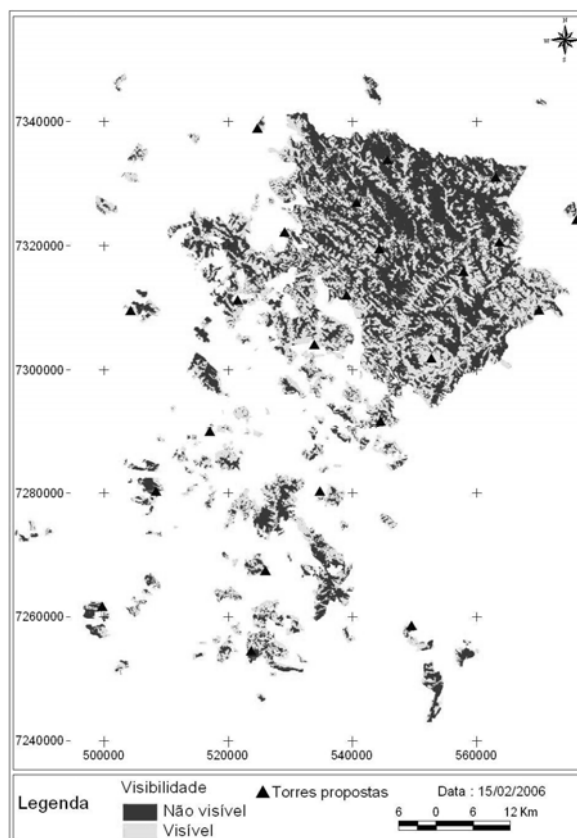 N
W
S
7340000
7320000
7300000
7280000
7260000
7240000
500000 520000 540000 560000
Legenda
Visibilidade
Não visível
Visível
Torres propostas
Data : 15/02/2006
6 0 6 12 Km